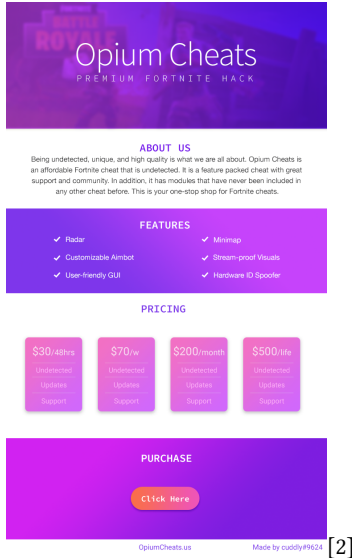 BATTLE
ROYALE
Opium Cheats
PREMIUM FORTNITE HACK
ABOUT US
Being undetected, unique, and high quality is what we are all about. Opium Cheats is
an affordable Fortnite cheat that is undetected. It is a feature packed cheat with great
support and community. In addition, it has modules that have never been included in
any other cheat before. This is your one-stop shop for Fortnite cheats.
FEATURES
Radar
Minimap
Customizable Aimbot
Stream-proof Visuals
User-friendly GUI
Hardware ID Spoofer
PRICING
$30/48hrs
Undetected
Updates
Support
$70/w
Undetected
Updates
Support
$200/month
Undetected
Updates
Support
$500/life
Undetected
Updates
Support
PURCHASE
Click Here
OpiumCheats.us
Made by cuddly#9624
[2]